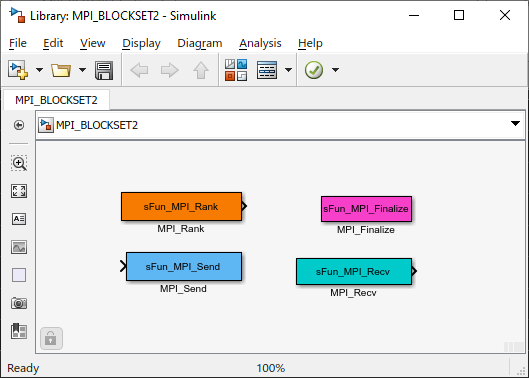 Library: MPI_BLOCKSET2 - Simulink
File Edit View Display Diagram Analysis Help
MPI_BLOCKSET2
MPI_BLOCKSET2
sFun_MPI_Rank
MPI_Rank
sFun_MPI_Finalize
MPI_Finalize
sFun_MPI_Send
MPI_Send
sFun_MPI_Recv
MPI_Recv
Ready 100%